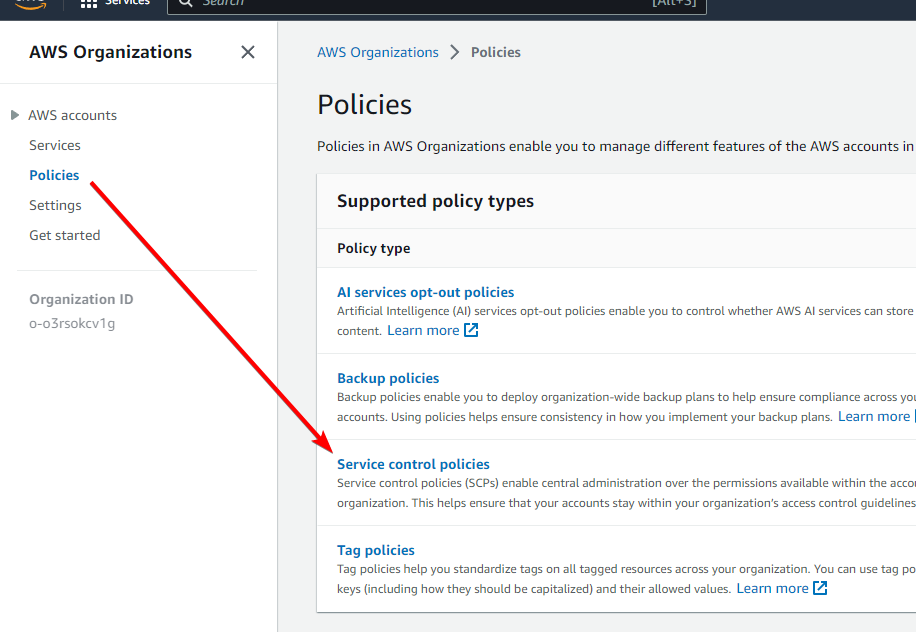 Services
Search
[Alt+S]
AWS Organizations
AWS accounts
Services
Policies
Settings
Get started
Organization ID
o-o3rsokcv1g
AWS Organizations > Policies
Policies
Policies in AWS Organizations enable you to manage different features of the AWS accounts in
Supported policy types
Policy type
AI services opt-out policies
Artificial Intelligence (AI) services opt-out policies enable you to control whether AWS AI services can store
content. Learn more
Backup policies
Backup policies enable you to deploy organization-wide backup plans to help ensure compliance across you
accounts. Using policies helps ensure consistency in how you implement your backup plans. Learn more
Service control policies
Service control policies (SCPs) enable central administration over the permissions available within the accou
organization. This helps ensure that your accounts stay within your organization's access control guidelines
Tag policies
Tag policies help you standardize tags on all tagged resources across your organization. You can use tag po
keys (including how they should be capitalized) and their allowed values. Learn more